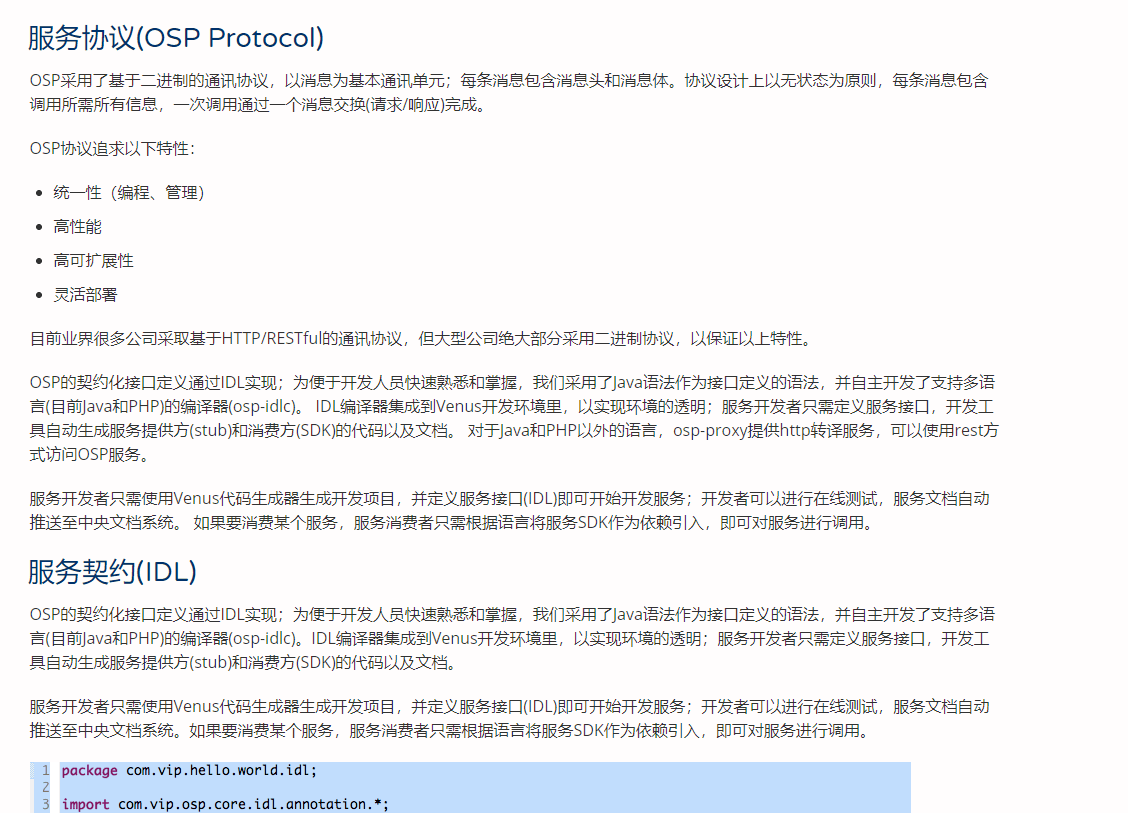 服务协议(OSP Protocol)
OSP采用了基于二进制的通讯协议，以消息为基本通讯单元；每条消息包含消息头和消息体。协议设计上以无状态为原则，每条消息包含
调用所需所有信息，一次调用通过一个消息交换(请求/响应)完成。
OSP协议追求以下特性：
• 统一性（编程、管理）
• 高性能
• 高可扩展性
• 灵活部署
目前业界很多公司采取基于HTTP/RESTful的通讯协议，但大型公司绝大部分采用二进制协议，以保证以上特性。
OSP的契约化接口定义通过IDL实现；为便于开发人员快速熟悉和掌握，我们采用了Java语法作为接口定义的语法，并自主开发了支持多语
言(目前Java和PHP)的编译器(osp-idlc)。 IDL编译器集成到Venus开发环境里，以实现环境的透明；服务开发者只需定义服务接口，开发工
具自动生成服务提供方(stub)和消费方(SDK)的代码以及文档。 对于Java和PHP以外的语言，osp-proxy提供http转译服务，可以使用rest方
式访问OSP服务。
服务开发者只需使用Venus代码生成器生成开发项目，并定义服务接口(IDL)即可开始开发服务；开发者可以进行在线测试，服务文档自动
推送至中央文档系统。 如果要消费某个服务，服务消费者只需根据语言将服务SDK作为依赖引入，即可对服务进行调用。
服务契约(IDL)
OSP的契约化接口定义通过IDL实现；为便于开发人员快速熟悉和掌握，我们采用了Java语法作为接口定义的语法，并自主开发了支持多语
言(目前Java和PHP)的编译器(osp-idlc)。IDL编译器集成到Venus开发环境里，以实现环境的透明；服务开发者只需定义服务接口，开发工
具自动生成服务提供方(stub)和消费方(SDK)的代码以及文档。
服务开发者只需使用Venus代码生成器生成开发项目，并定义服务接口(IDL)即可开始开发服务；开发者可以进行在线测试，服务文档自动
推送至中央文档系统。如果要消费某个服务，服务消费者只需根据语言将服务SDK作为依赖引入，即可对服务进行调用。
1 package com.vip.hello.world.idl;
2
3 import com.vip.osp.core.idl.annotation.*;